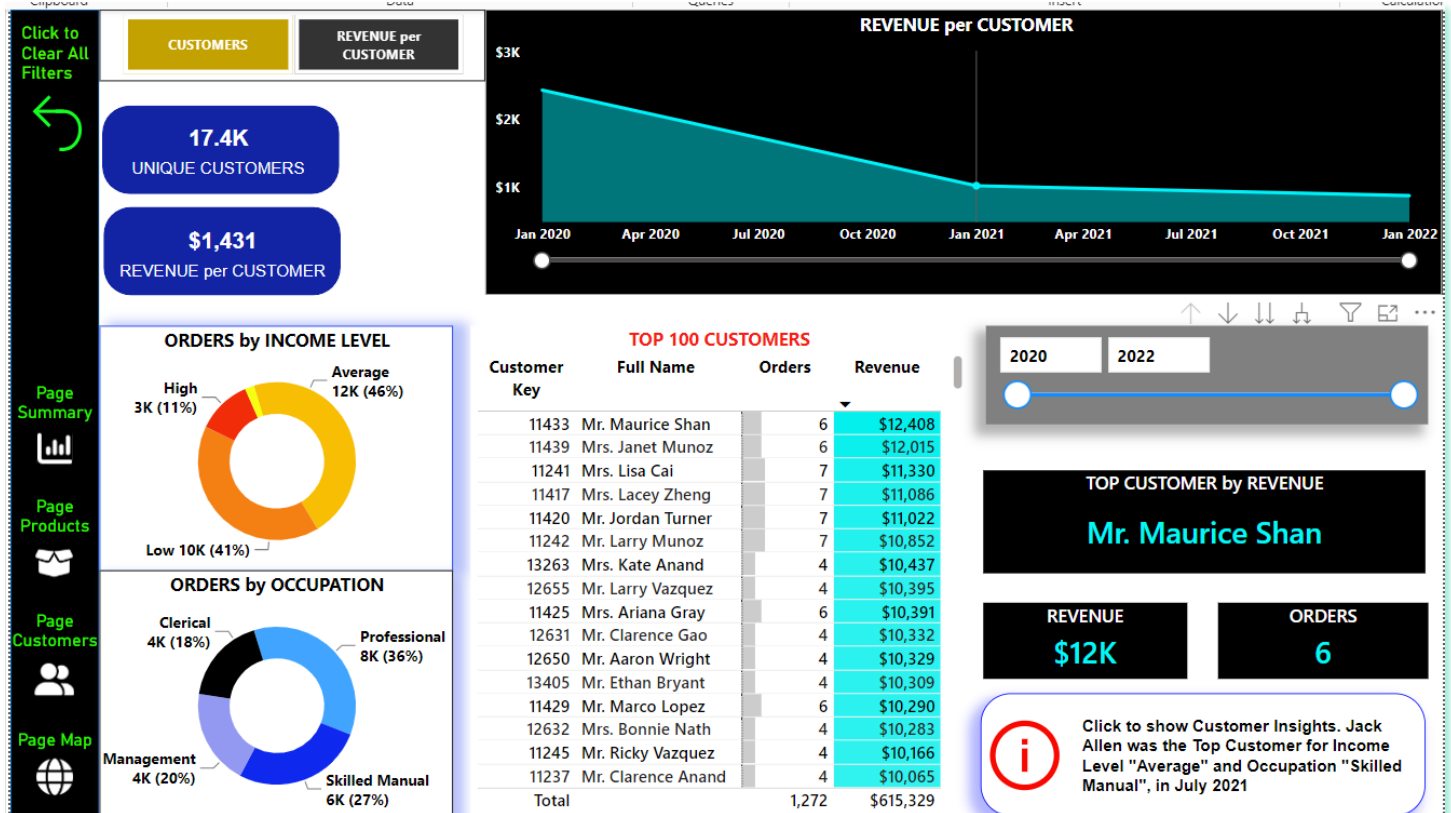 Clipboard
Data
Queries
Insert
Calculation
Click to
Clear All
Filters
CUSTOMERS
REVENUE per
CUSTOMER
17.4K
UNIQUE CUSTOMERS
$1,431
REVENUE per CUSTOMER
REVENUE per CUSTOMER
$3K
$2K
$1K
Jan 2020 Apr 2020 Jul 2020 Oct 2020 Jan 2021 Apr 2021 Jul 2021 Oct 2021 Jan 2022
Page
Summary
Page
Products
Page
Customers
Page Map
ORDERS by INCOME LEVEL
Average
12K (46%)
High
3K (11%)
Low 10K (41%)
ORDERS by OCCUPATION
Clerical
4K (18%)
Professional
8K (36%)
Management
4K (20%)
Skilled Manual
6K (27%)
TOP 100 CUSTOMERS
Customer Key Full Name Orders Revenue
11433 Mr. Maurice Shan 6 $12,408
11439 Mrs. Janet Munoz 6 $12,015
11241 Mrs. Lisa Cai 7 $11,330
11417 Mrs. Lacey Zheng 7 $11,086
11420 Mr. Jordan Turner 7 $11,022
11242 Mr. Larry Munoz 7 $10,852
13263 Mrs. Kate Anand 4 $10,437
12655 Mr. Larry Vazquez 4 $10,395
11425 Mrs. Ariana Gray 6 $10,391
12631 Mr. Clarence Gao 4 $10,332
12650 Mr. Aaron Wright 4 $10,329
13405 Mr. Ethan Bryant 4 $10,309
11429 Mr. Marco Lopez 6 $10,290
12632 Mrs. Bonnie Nath 4 $10,283
11245 Mr. Ricky Vazquez 4 $10,166
11237 Mr. Clarence Anand 4 $10,065
Total 1,272 $615,329
2020 2022
TOP CUSTOMER by REVENUE
Mr. Maurice Shan
REVENUE
$12K
ORDERS
6
i
Click to show Customer Insights. Jack
Allen was the Top Customer for Income
Level "Average" and Occupation "Skilled
Manual", in July 2021